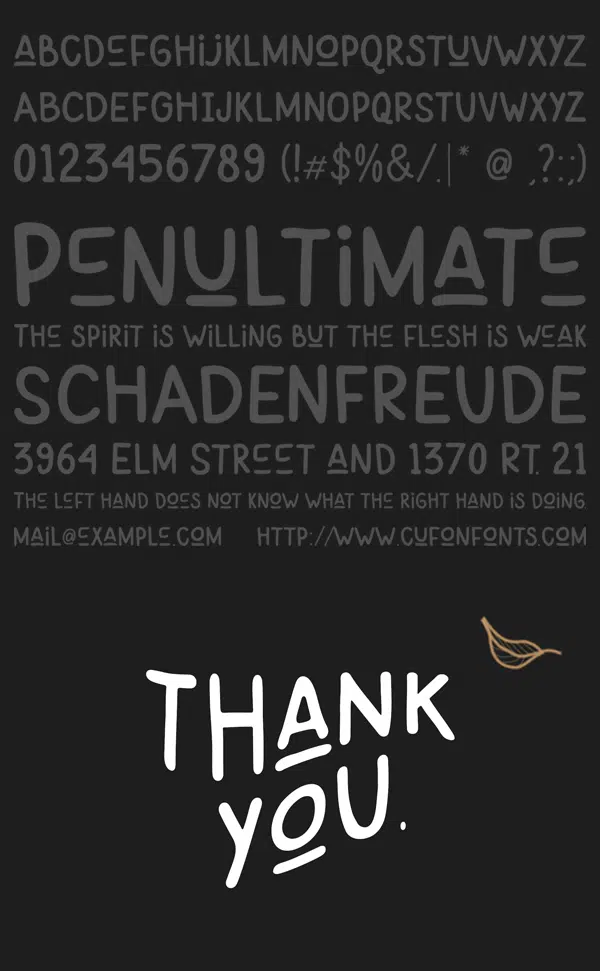 ABCDEFGHiJKLMNOPQRSTUVWXYZ
ABCDEFGHIJKLMNOPQRSTUVWXYZ
0123456789 (!#$%&/.|* @ ,?:;)
PENULTiMATE
THE SPiRiT iS WiLLiNG BUT THE FLESH iS WEAK
SCHADENFREUDE
3964 ELM STREET AND 1370 RT. 21
THE LEFT HAND DOES NOT KNOW WHAT THE RiGHT HAND iS DOiNG.
MAiL@EXAMPLE.COM HTTP://WWW.CUFONFONTS.COM
THANK
YOU.